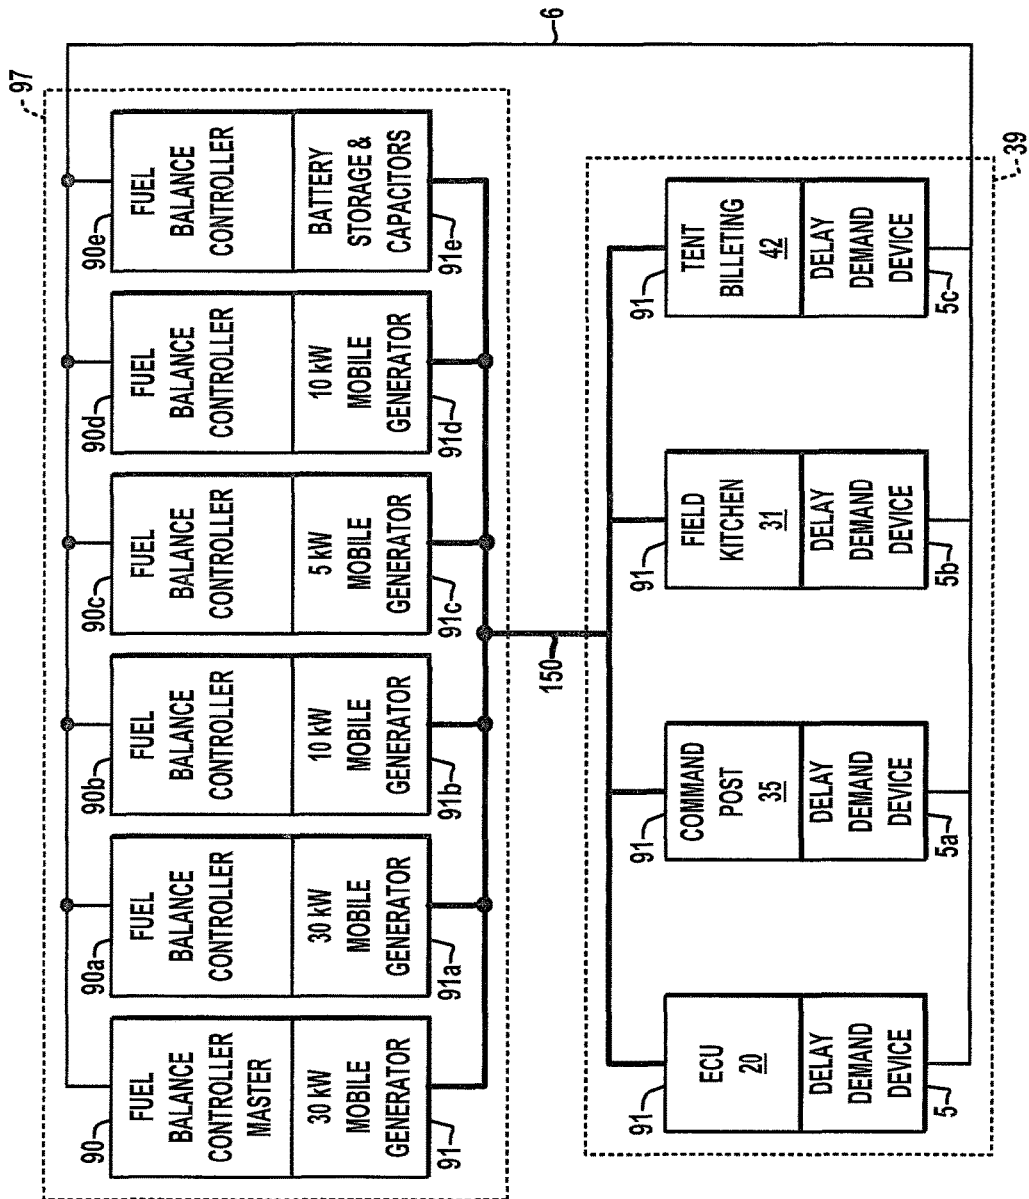 97
90
FUEL
BALANCE
CONTROLLER
MASTER
30 kW
MOBILE
GENERATOR
91
90a
FUEL
BALANCE
CONTROLLER
30 kW
MOBILE
GENERATOR
91a
90b
FUEL
BALANCE
CONTROLLER
10 kW
MOBILE
GENERATOR
91b
90c
FUEL
BALANCE
CONTROLLER
5 kW
MOBILE
GENERATOR
91c
90d
FUEL
BALANCE
CONTROLLER
10 kW
MOBILE
GENERATOR
91d
90e
FUEL
BALANCE
CONTROLLER
BATTERY
STORAGE &
CAPACITORS
91e
6
150
39
91
ECU
20
DELAY
DEMAND
DEVICE
5
91
COMMAND
POST
35
DELAY
DEMAND
DEVICE
5a
91
FIELD
KITCHEN
31
DELAY
DEMAND
DEVICE
5b
91
TENT
BILLETING
42
DELAY
DEMAND
DEVICE
5c